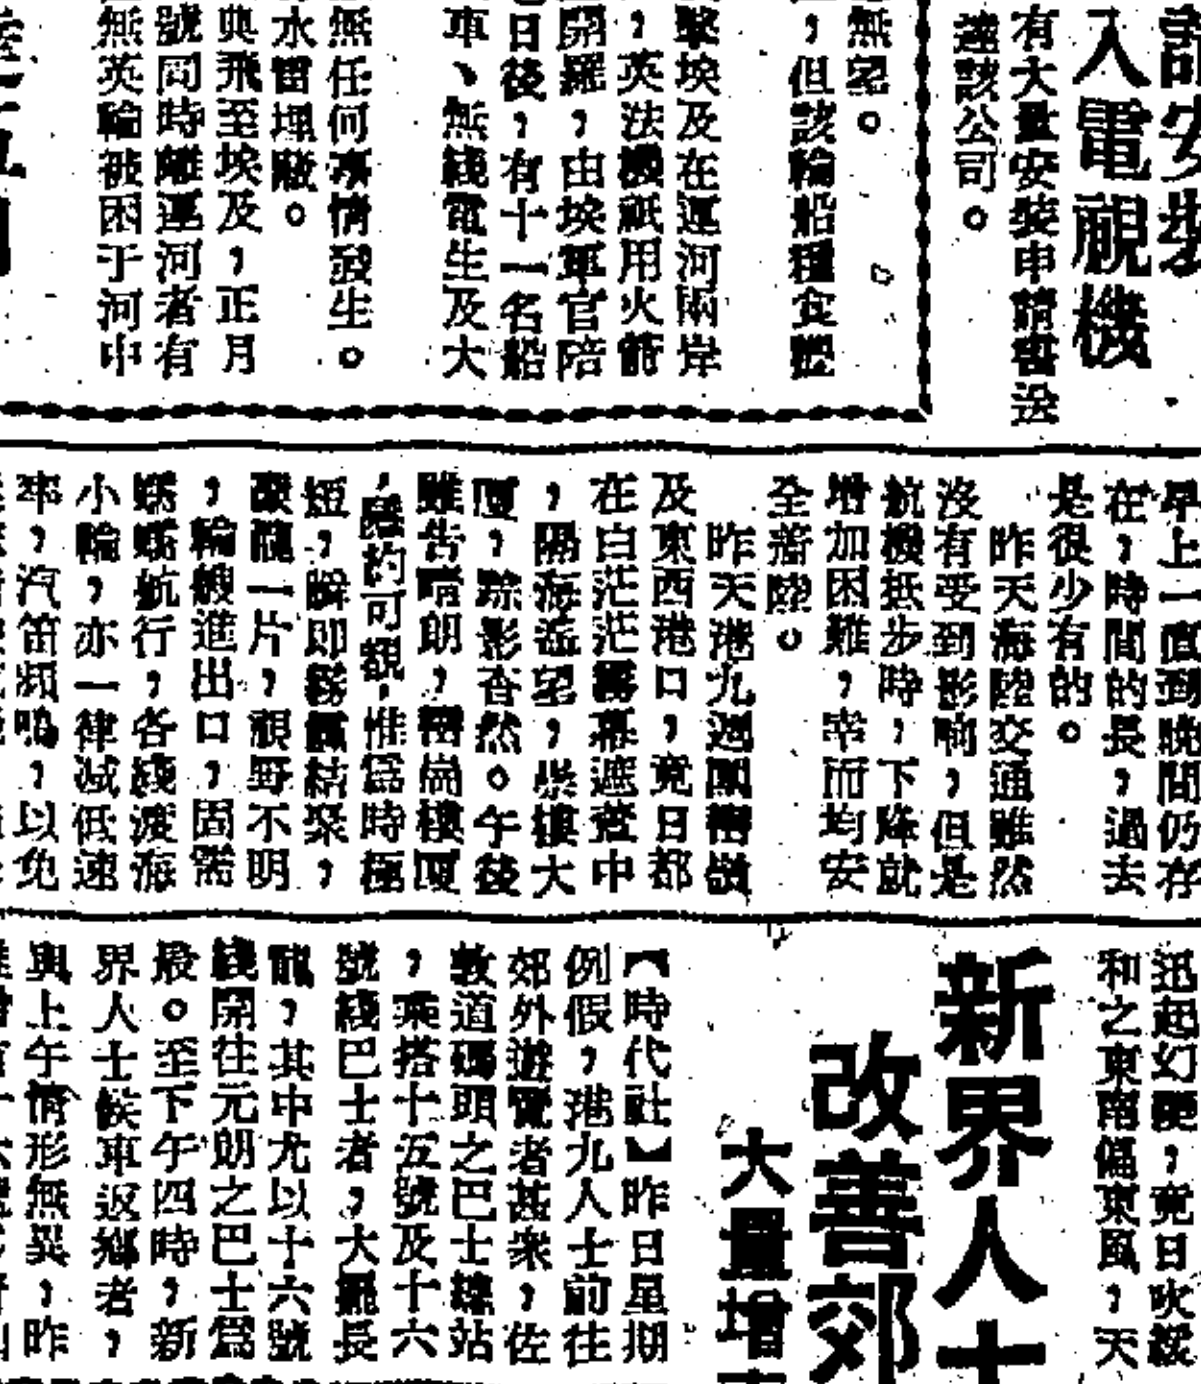 入電視機
有大量安裝申請書送
達該公司。
無望。
,但該輪船糧食
擊埃及在運河兩岸
,英法機祇用火箭
開羅,由埃軍官陪
日後,有十一名船
車、無綫電生及大
無任何事情發生。
水雷埋廠。
典飛至埃及,正月
號同時離運河者有
無英輪被困于河中
早上一直到晚間仍存
在,時間的長,過去
是很少有的。
昨天海陸交通雖然
沒有受到影响,但是
航機抵步時,下降就
增加困難,幸而均安
全着陸。
昨天港九週圍
及東西港口,竟日都
在白茫茫霧幕遮蓋中
,隔海遙望,崇樓大
厦,踪影杳然。午後
雖告晴朗,樓厦
,隱約可覩,惟爲時極
短,瞬即霧結聚,
朦朧一片,視野不明
,輪艘進出口,固需
航行,各綫渡海
小輪,亦一律減低速
率,汽笛頻鳴,以免
迅起幻變,竟日吹緩
和之東南偏東風,天
新界人士
改善郊
大量增
【時代社】昨日星期
例假,港九人士前往
郊外遊覽者甚衆,佐
敦道碼頭之巴士總站
,乘搭十五號及十六
號綫巴士者,大擺長
龍,其中尤以十六號
綫開往元朗之巴士爲
般。至下午四時,新
界人士候車返鄉者,
與上午情形無異,昨